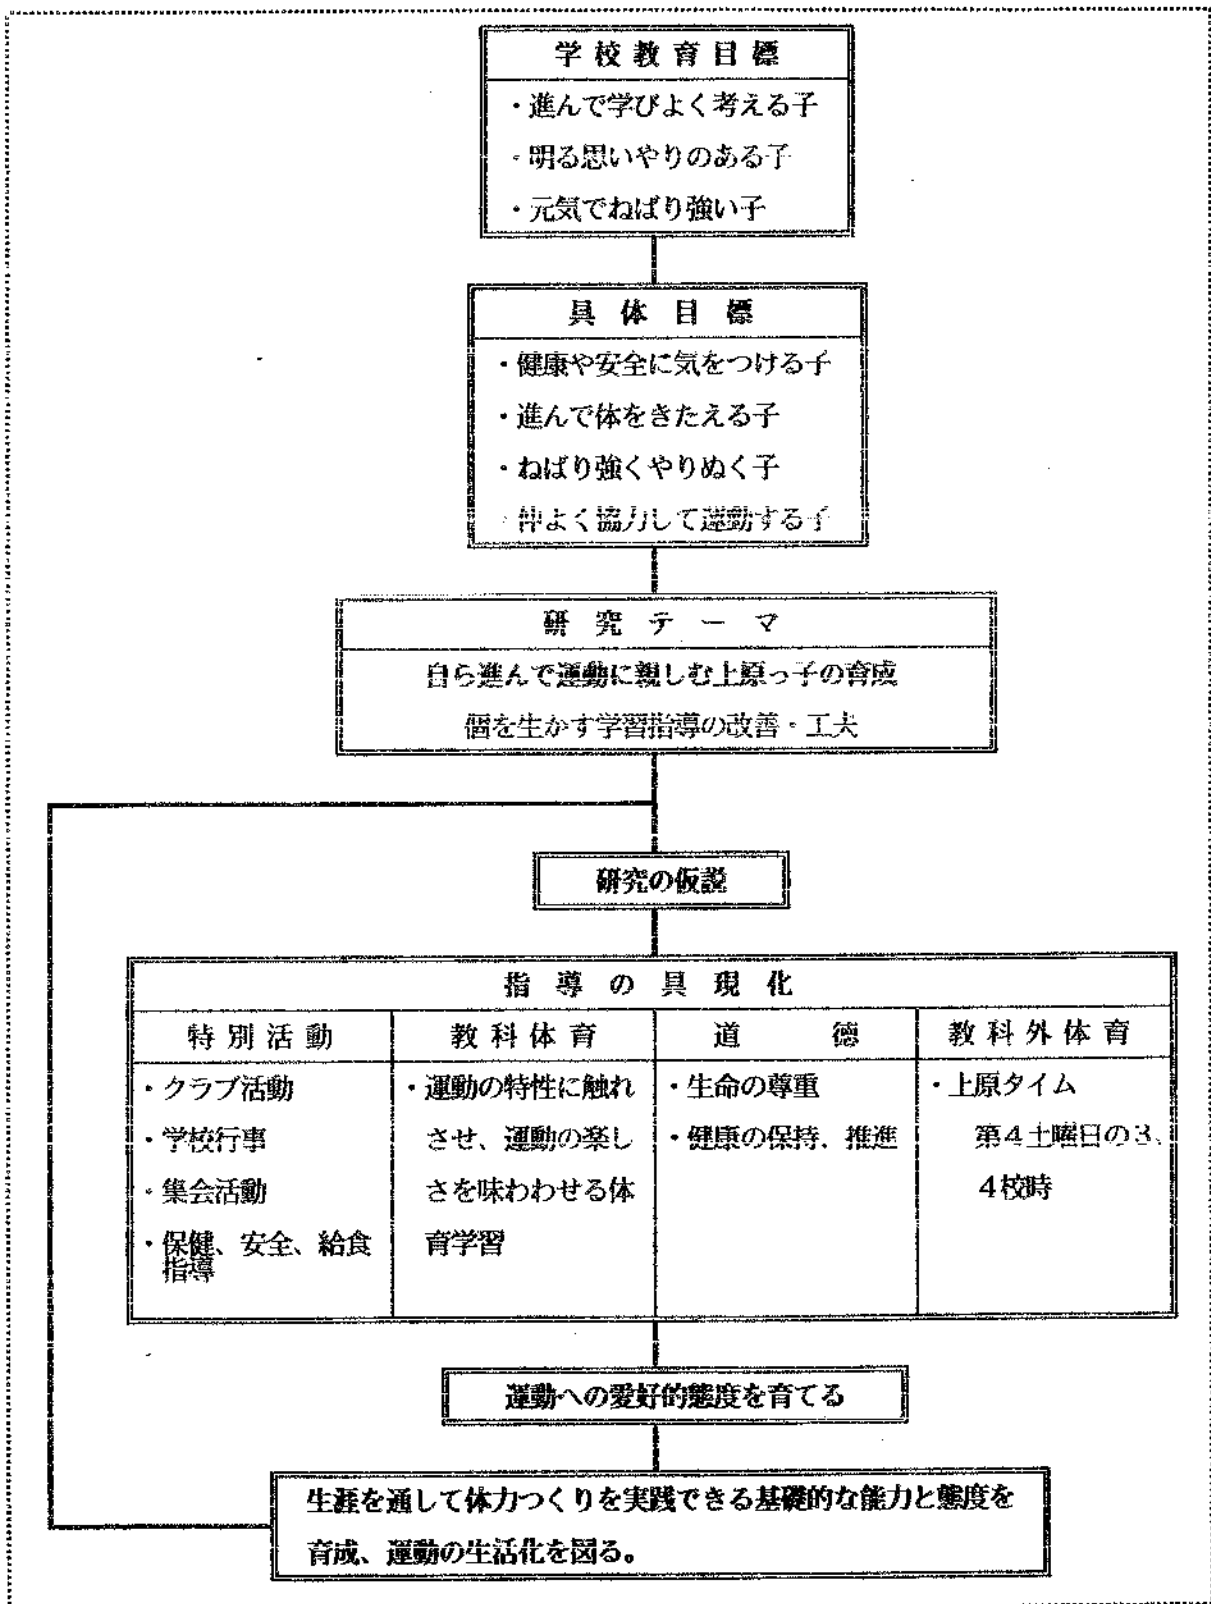 学校教育目標
・進んで学びよく考える子
・明る思いやりのある子
・元気でねばり強い子
具体目標
・健康や安全に気をつける子
・進んで体をきたえる子
・ねばり強くやりぬく子
・仲よく協力して運動する子
研究テーマ
自ら進んで運動に親しむ上原っ子の育成
個を生かす学習指導の改善・工夫
研究の仮説
指導の具現化
特別活動
・クラブ活動
・学校行事
・集会活動
・保健、安全、給食
指導
教科体育
・運動の特性に触れ
させ、運動の楽し
さを味わわせる体
育学習
道徳
・生命の尊重
・健康の保持、推進
教科外体育
・上原タイム
第4土曜日の3、
4校時
運動への愛好的態度を育てる
生涯を通して体力つくりを実践できる基礎的な能力と態度を
育成、運動の生活化を図る。